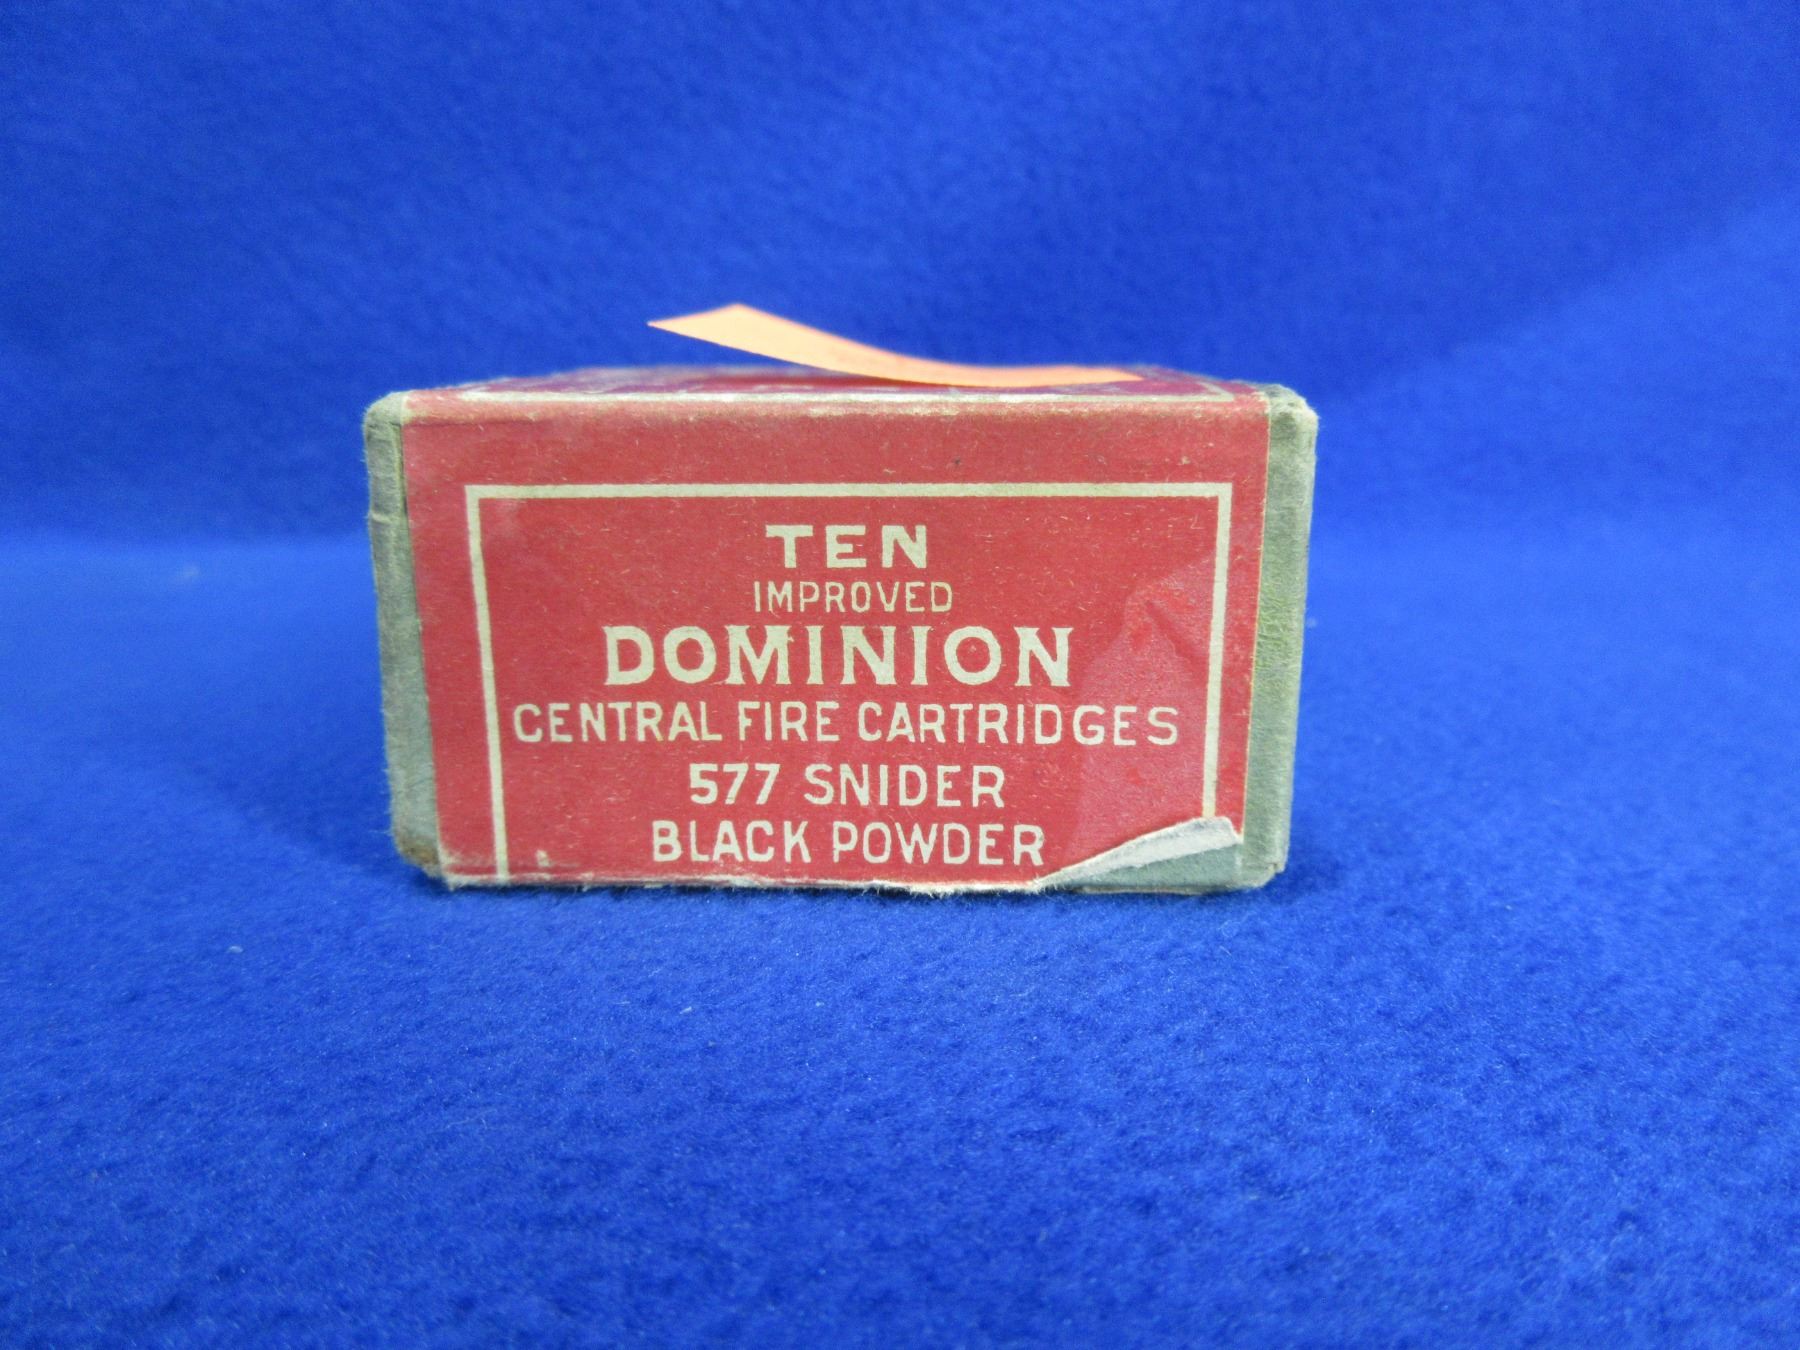 TEN
IMPROVED
DOMINION
CENTRAL FIRE CARTRIDGES
577 SNIDER
BLACK POWDER